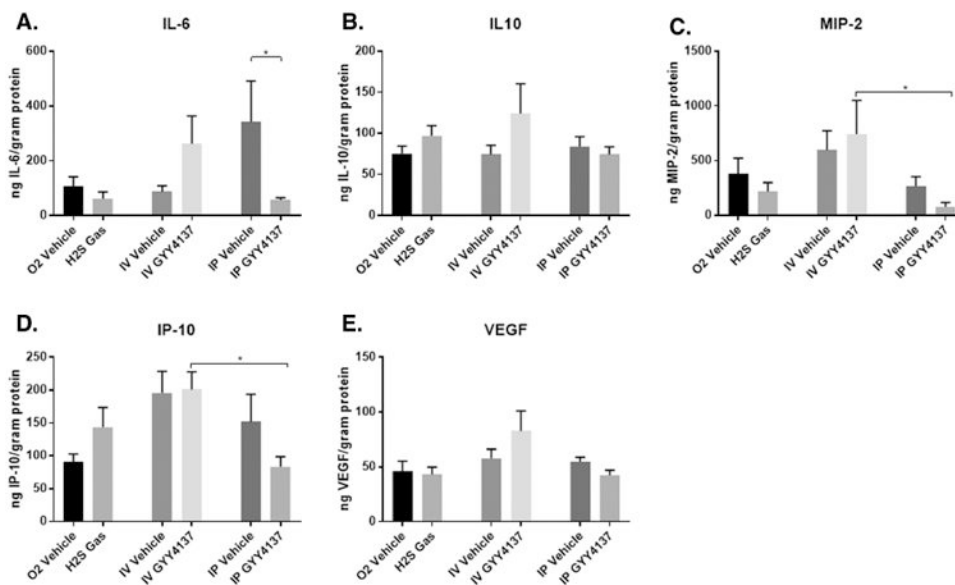 A. IL-6
ng IL-6/gram protein
600
400
200
0
*
O2 Vehicle
H2S Gas
IV Vehicle
IV GYY4137
IP Vehicle
IP GYY4137
B. IL10
ng IL-10/gram protein
200
150
100
50
0
O2 Vehicle
H2S Gas
IV Vehicle
IV GYY4137
IP Vehicle
IP GYY4137
C. MIP-2
ng MIP-2/gram protein
1500
1000
500
0
*
O2 Vehicle
H2S Gas
IV Vehicle
IV GYY4137
IP Vehicle
IP GYY4137
D. IP-10
ng IP-10/gram protein
250
200
150
100
50
0
*
O2 Vehicle
H2S Gas
IV Vehicle
IV GYY4137
IP Vehicle
IP GYY4137
E. VEGF
ng VEGF/gram protein
150
100
50
0
O2 Vehicle
H2S Gas
IV Vehicle
IV GYY4137
IP Vehicle
IP GYY4137